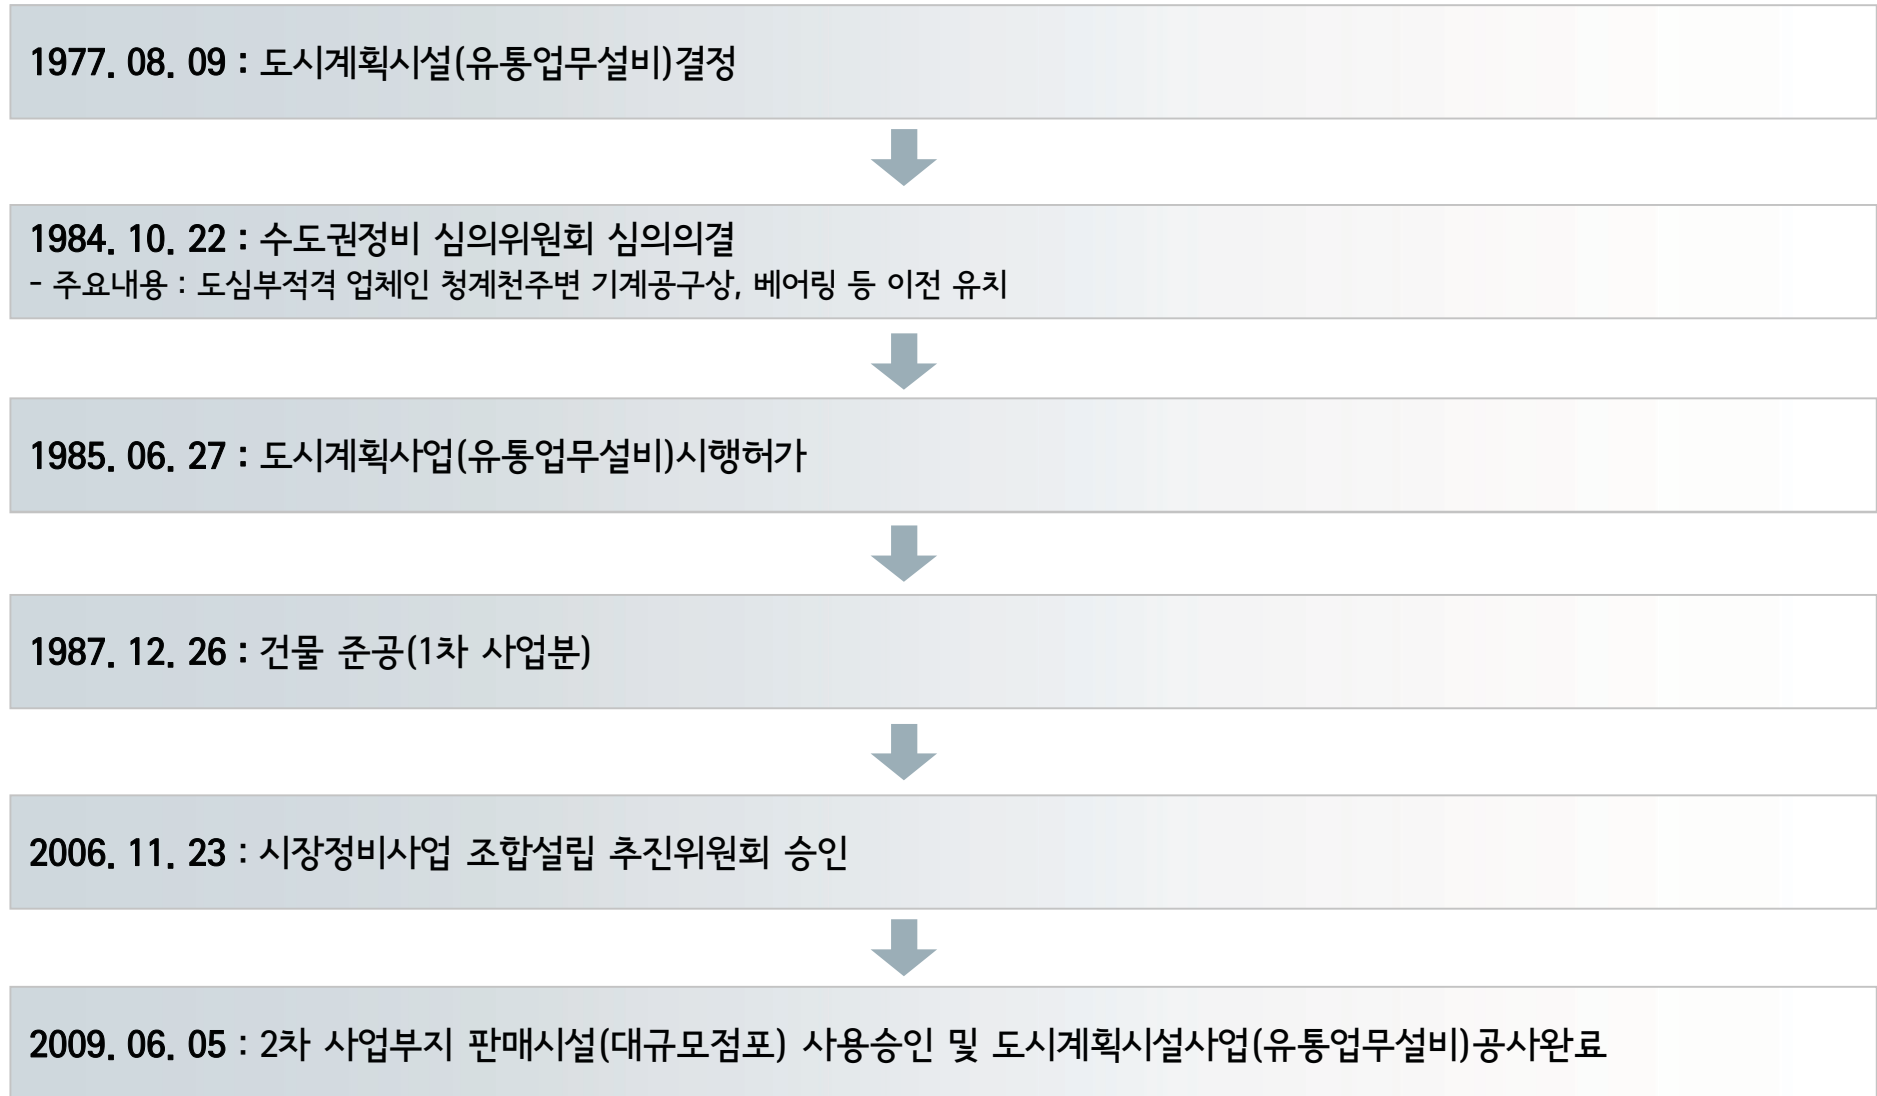 1977. 08. 09 : 도시계획시설(유통업무설비)결정
1984. 10. 22 : 수도권정비 심의위원회 심의의결
- 주요내용 : 도심부적격 업체인 청계천주변 기계공구상, 베어링 등 이전 유치
1985. 06. 27 : 도시계획사업(유통업무설비)시행허가
1987. 12. 26 : 건물 준공(1차 사업분)
2006. 11. 23 : 시장정비사업 조합설립 추진위원회 승인
2009. 06. 05 : 2차 사업부지 판매시설(대규모점포) 사용승인 및 도시계획시설사업(유통업무설비)공사완료